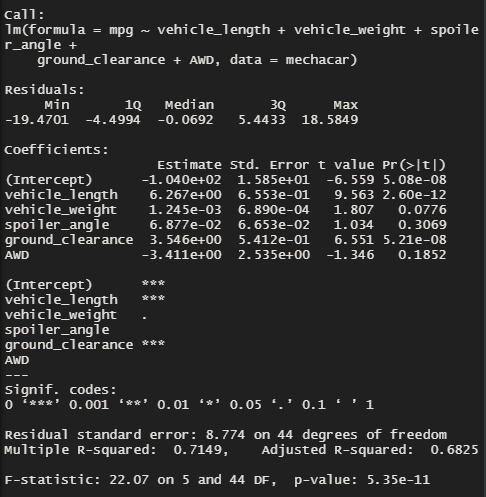 Call:
lm(formula = mpg ~ vehicle_length + vehicle_weight + spoile
r_angle +
    ground_clearance + AWD, data = mechacar)

Residuals:
     Min       1Q   Median       3Q      Max
-19.4701  -4.4994  -0.0692   5.4433  18.5849

Coefficients:
                   Estimate Std. Error t value Pr(>|t|)
(Intercept)      -1.040e+02  1.585e+01  -6.559 5.08e-08
vehicle_length    6.267e+00  6.553e-01   9.563 2.60e-12
vehicle_weight    1.245e-03  6.890e-04   1.807   0.0776
spoiler_angle     6.877e-02  6.653e-02   1.034   0.3069
ground_clearance  3.546e+00  5.412e-01   6.551 5.21e-08
AWD              -3.411e+00  2.535e+00  -1.346   0.1852

(Intercept)      ***
vehicle_length   ***
vehicle_weight   .
spoiler_angle
ground_clearance ***
AWD
---
Signif. codes:
0 ‘***’ 0.001 ‘**’ 0.01 ‘*’ 0.05 ‘.’ 0.1 ‘ ’ 1

Residual standard error: 8.774 on 44 degrees of freedom
Multiple R-squared:  0.7149,    Adjusted R-squared:  0.6825

F-statistic: 22.07 on 5 and 44 DF,  p-value: 5.35e-11